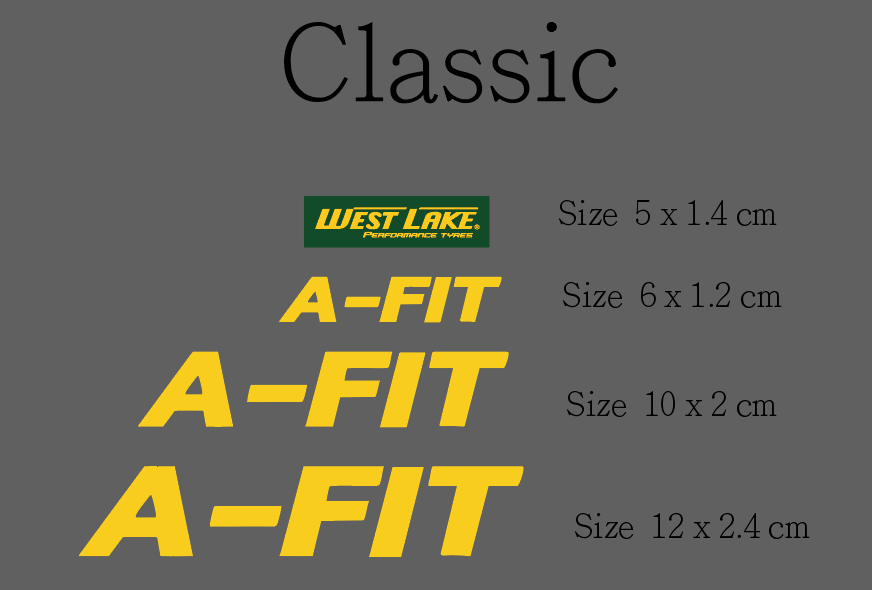 Classic
WEST LAKE®
PERFORMANCE TYRES
Size 5 x 1.4 cm
A-FIT
Size 6 x 1.2 cm
A-FIT
Size 10 x 2 cm
A-FIT
Size 12 x 2.4 cm